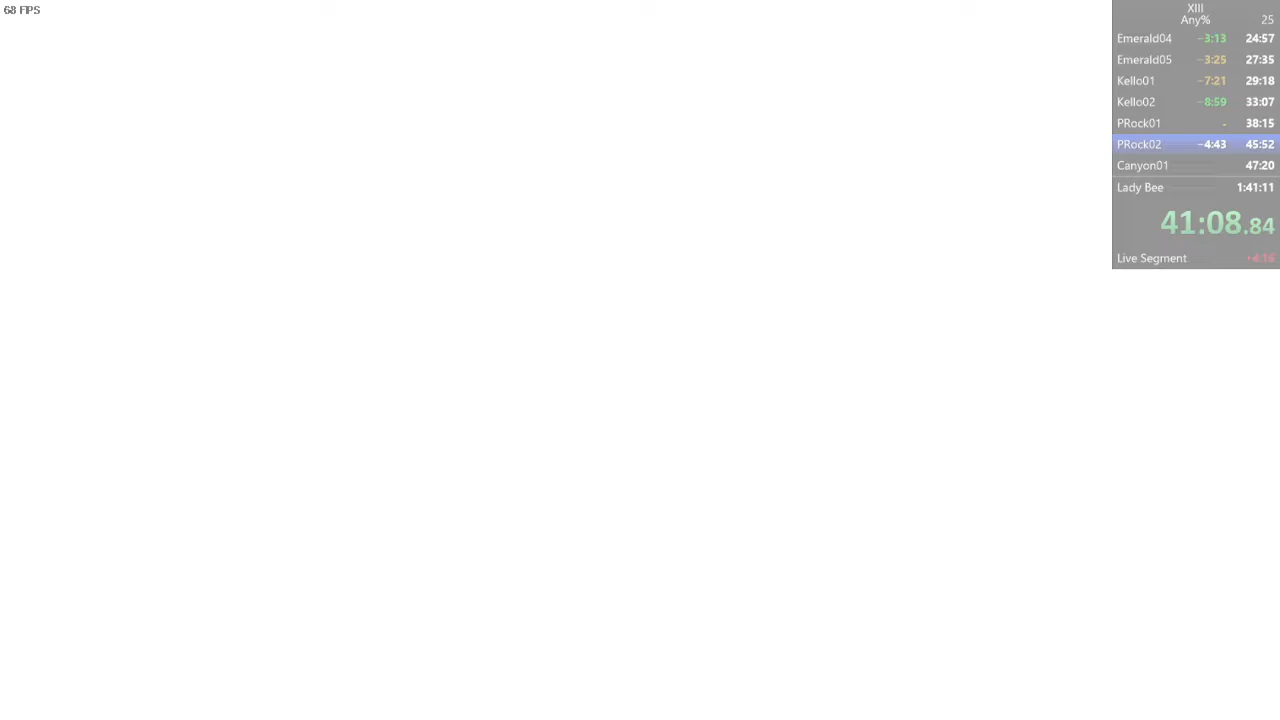 68 FPS
XIII
Any% 25
Emerald04 -3:13 24:57
Emerald05 -3:25 27:35
Kello01 -7:21 29:18
Kello02 -8:59 33:07
PRock01 - 38:15
PRock02 -4:43 45:52
Canyon01 47:20
Lady Bee 1:41:11
41:08.84
Live Segment +4:16